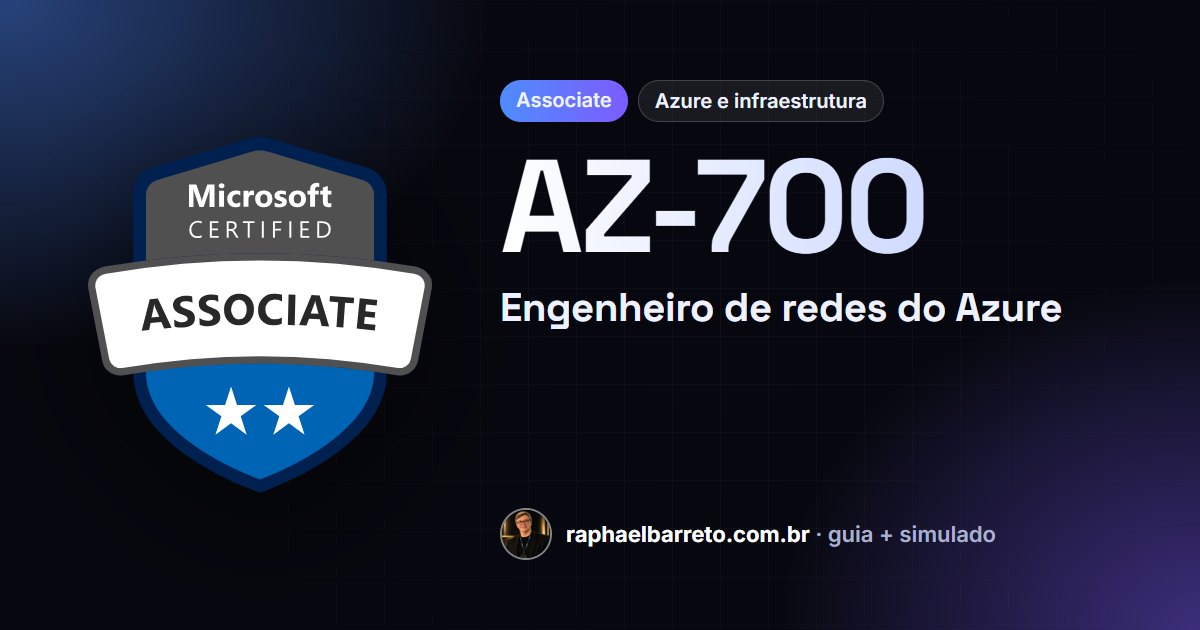 Microsoft
CERTIFIED
ASSOCIATE
Associate
Azure e infraestrutura
AZ-700
Engenheiro de redes do Azure
raphaelbarreto.com.br · guia + simulado